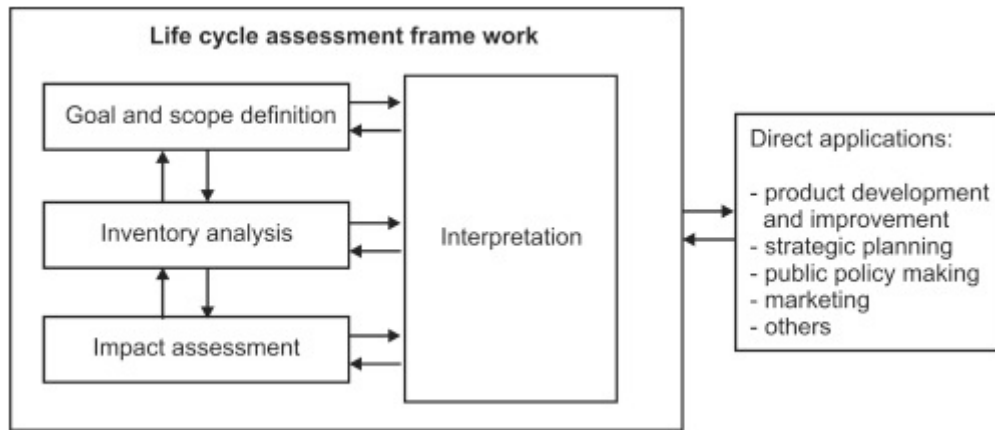 Life cycle assessment frame work
Goal and scope definition
Inventory analysis
Impact assessment
Interpretation
Direct applications:
- product development
and improvement
- strategic planning
- public policy making
- marketing
- others